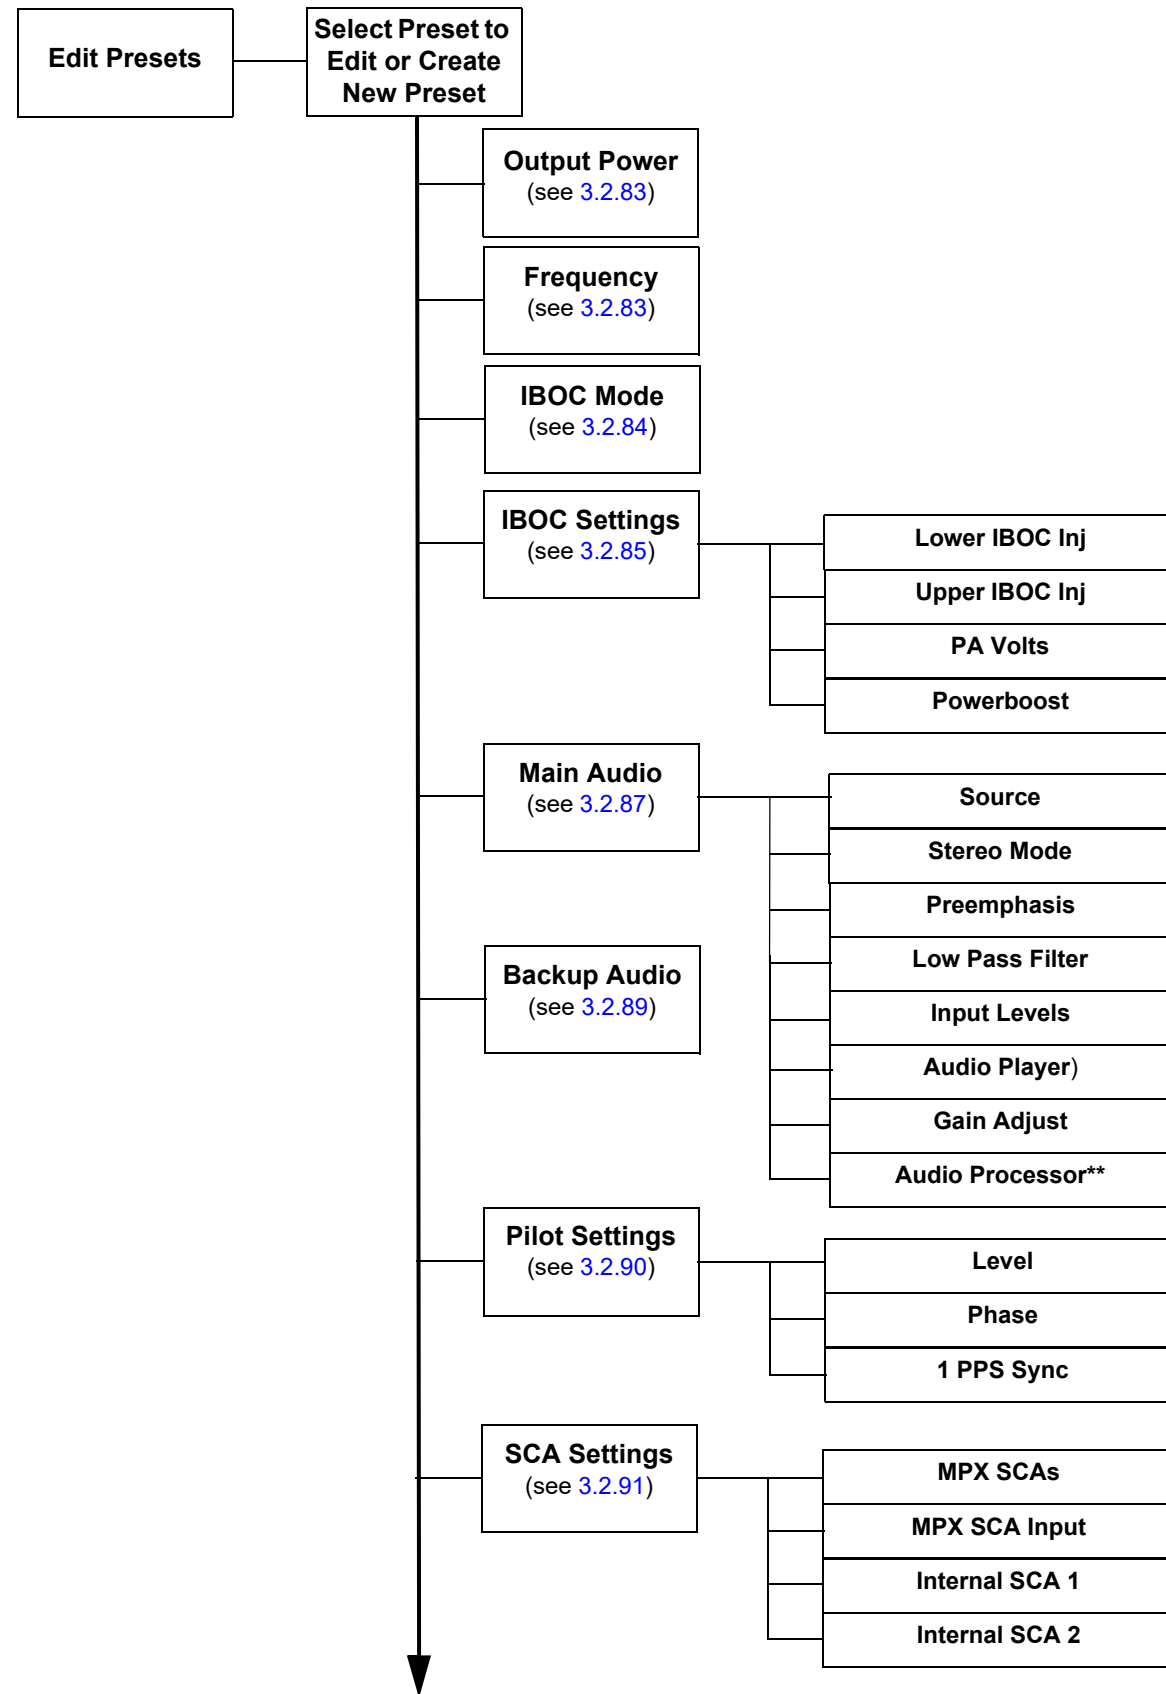 Edit Presets
Select Preset to
Edit or Create
New Preset
Output Power
(see 3.2.83)
Frequency
(see 3.2.83)
IBOC Mode
(see 3.2.84)
IBOC Settings
(see 3.2.85)
Lower IBOC Inj
Upper IBOC Inj
PA Volts
Powerboost
Main Audio
(see 3.2.87)
Source
Stereo Mode
Preemphasis
Low Pass Filter
Input Levels
Audio Player)
Gain Adjust
Audio Processor**
Backup Audio
(see 3.2.89)
Pilot Settings
(see 3.2.90)
Level
Phase
1 PPS Sync
SCA Settings
(see 3.2.91)
MPX SCAs
MPX SCA Input
Internal SCA 1
Internal SCA 2